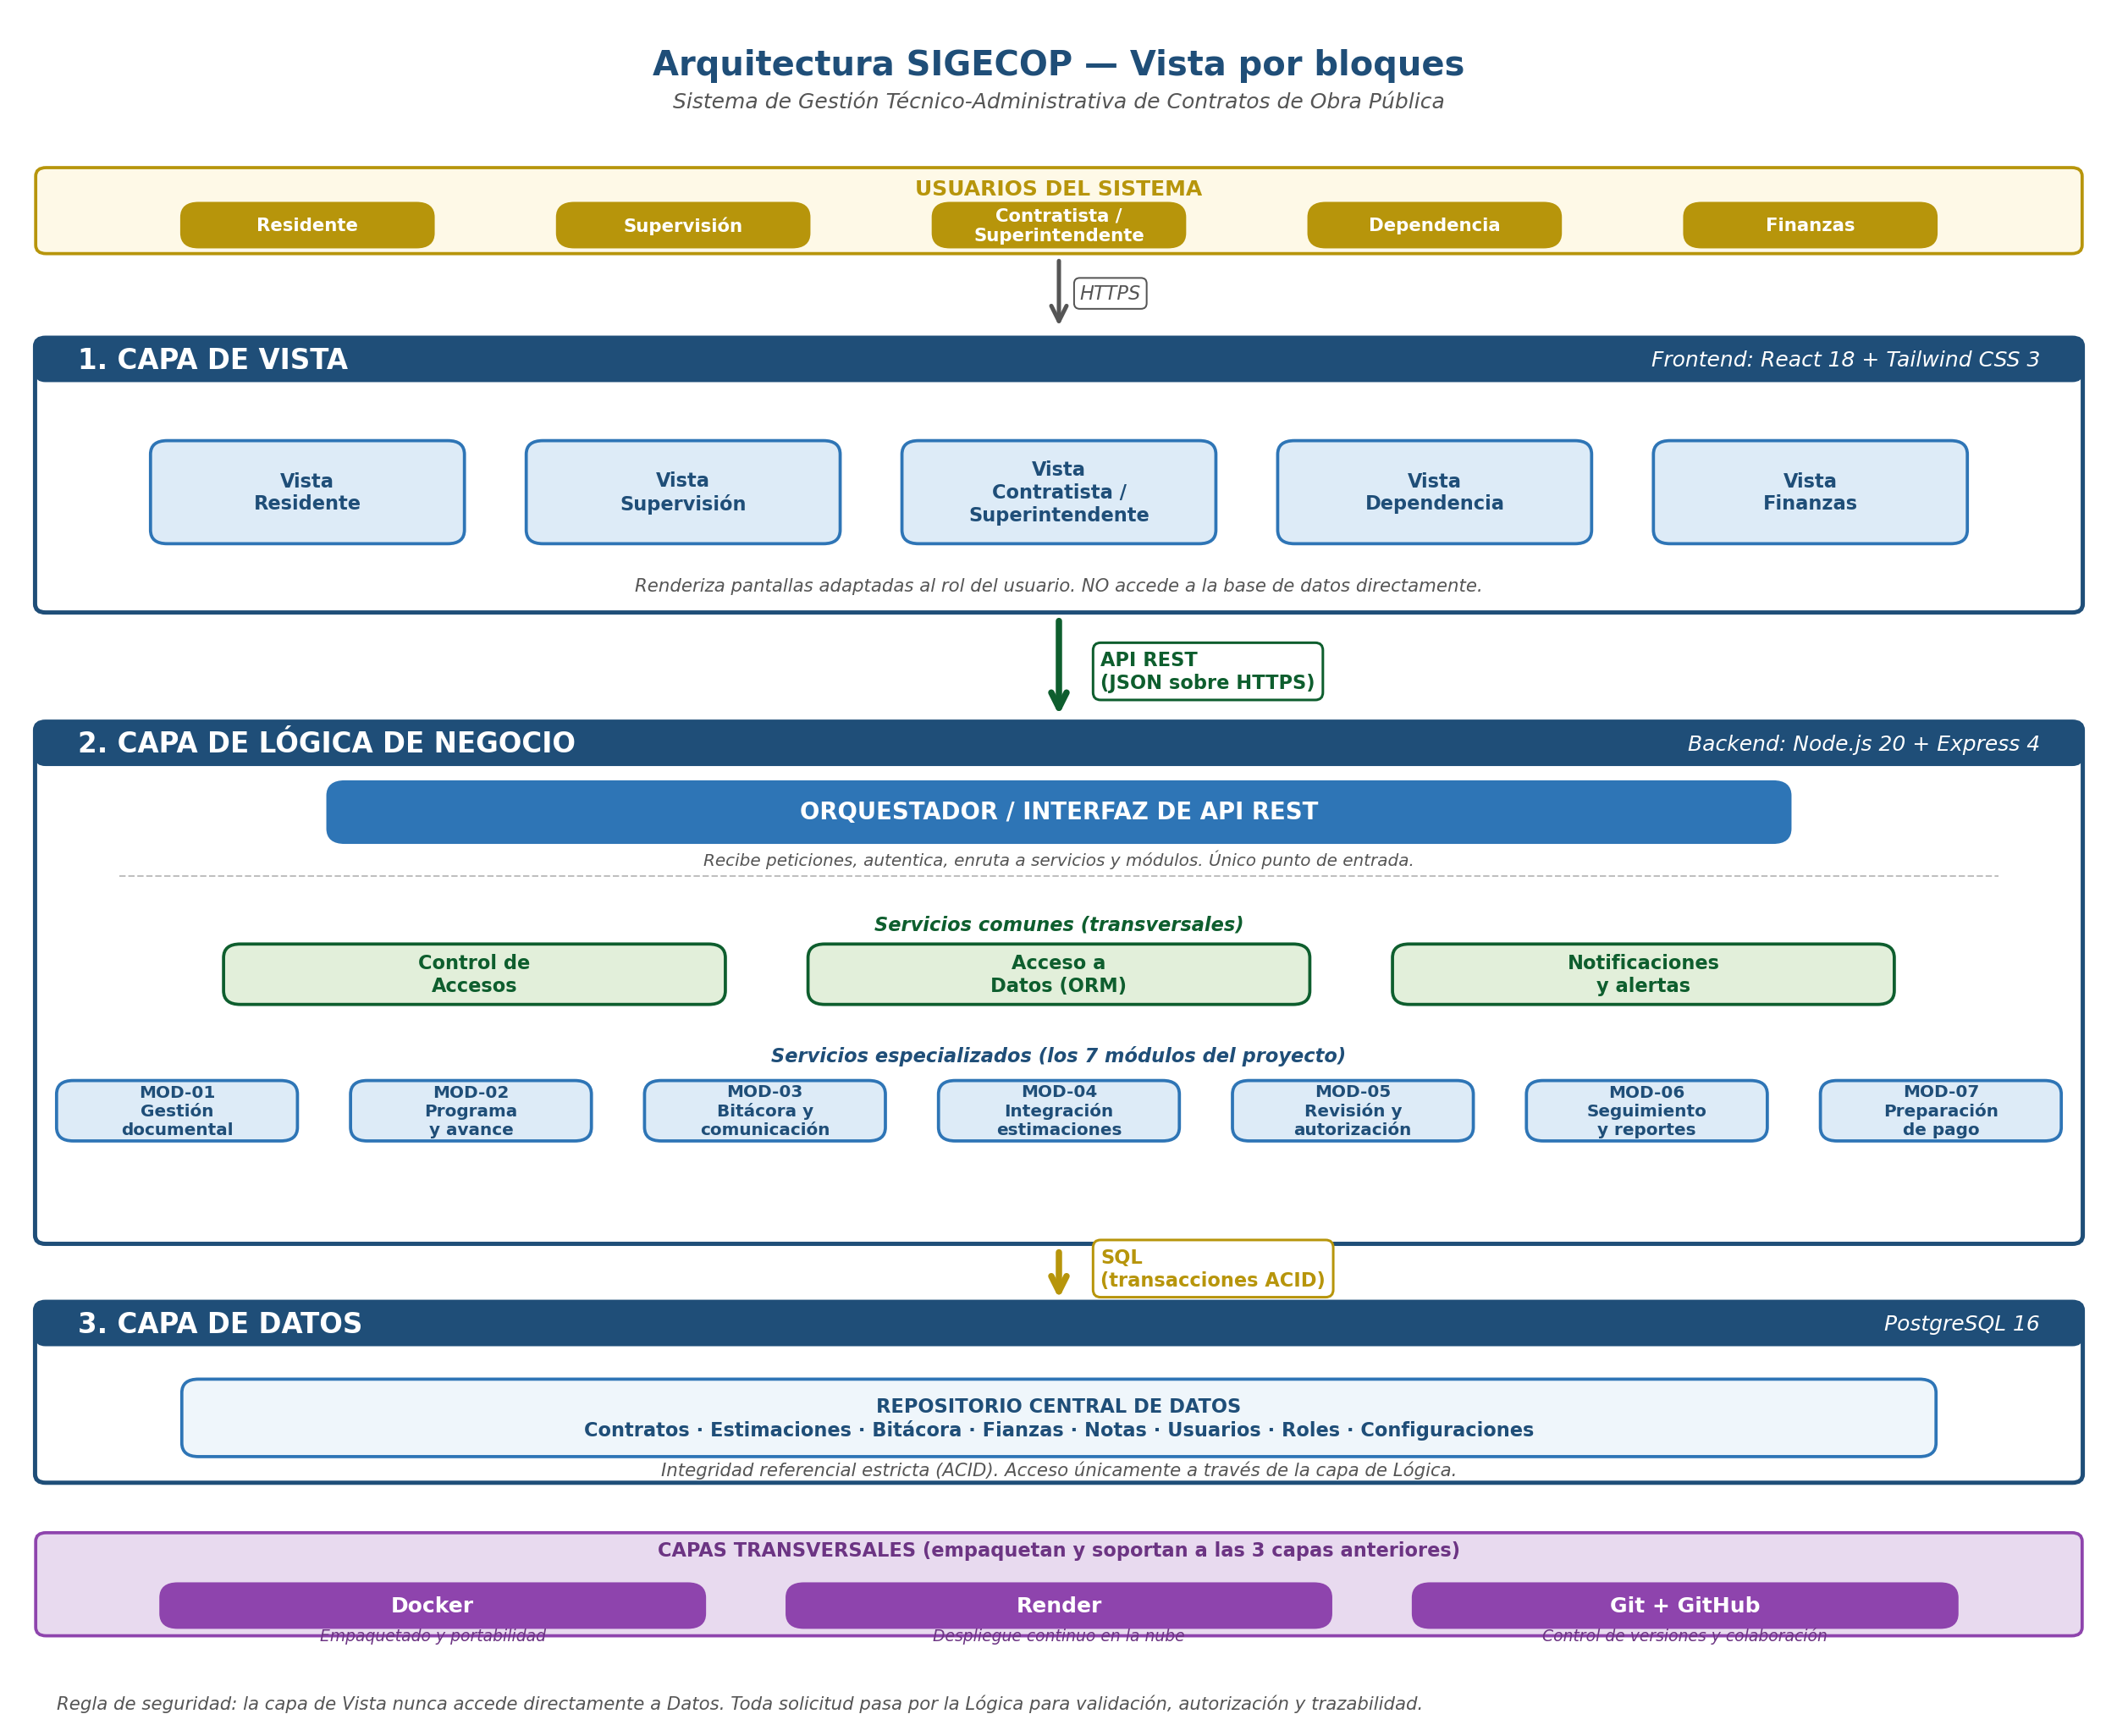 Arquitectura SIGECOP — Vista por bloques
Sistema de Gestión Técnico-Administrativa de Contratos de Obra Pública
USUARIOS DEL SISTEMA
Residente
Supervisión
Contratista /
Superintendente
Dependencia
Finanzas
HTTPS
1. CAPA DE VISTA
Frontend: React 18 + Tailwind CSS 3
Vista
Residente
Vista
Supervisión
Vista
Contratista /
Superintendente
Vista
Dependencia
Vista
Finanzas
Renderiza pantallas adaptadas al rol del usuario. NO accede a la base de datos directamente.
API REST
(JSON sobre HTTPS)
2. CAPA DE LÓGICA DE NEGOCIO
Backend: Node.js 20 + Express 4
ORQUESTADOR / INTERFAZ DE API REST
Recibe peticiones, autentica, enruta a servicios y módulos. Único punto de entrada.
Servicios comunes (transversales)
Control de
Accesos
Acceso a
Datos (ORM)
Notificaciones
y alertas
Servicios especializados (los 7 módulos del proyecto)
MOD-01
Gestión
documental
MOD-02
Programa
y avance
MOD-03
Bitácora y
comunicación
MOD-04
Integración
estimaciones
MOD-05
Revisión y
autorización
MOD-06
Seguimiento
y reportes
MOD-07
Preparación
de pago
SQL
(transacciones ACID)
3. CAPA DE DATOS
PostgreSQL 16
REPOSITORIO CENTRAL DE DATOS
Contratos · Estimaciones · Bitácora · Fianzas · Notas · Usuarios · Roles · Configuraciones
Integridad referencial estricta (ACID). Acceso únicamente a través de la capa de Lógica.
CAPAS TRANSVERSALES (empaquetan y soportan a las 3 capas anteriores)
Docker
Empaquetado y portabilidad
Render
Despliegue continuo en la nube
Git + GitHub
Control de versiones y colaboración
Regla de seguridad: la capa de Vista nunca accede directamente a Datos. Toda solicitud pasa por la Lógica para validación, autorización y trazabilidad.